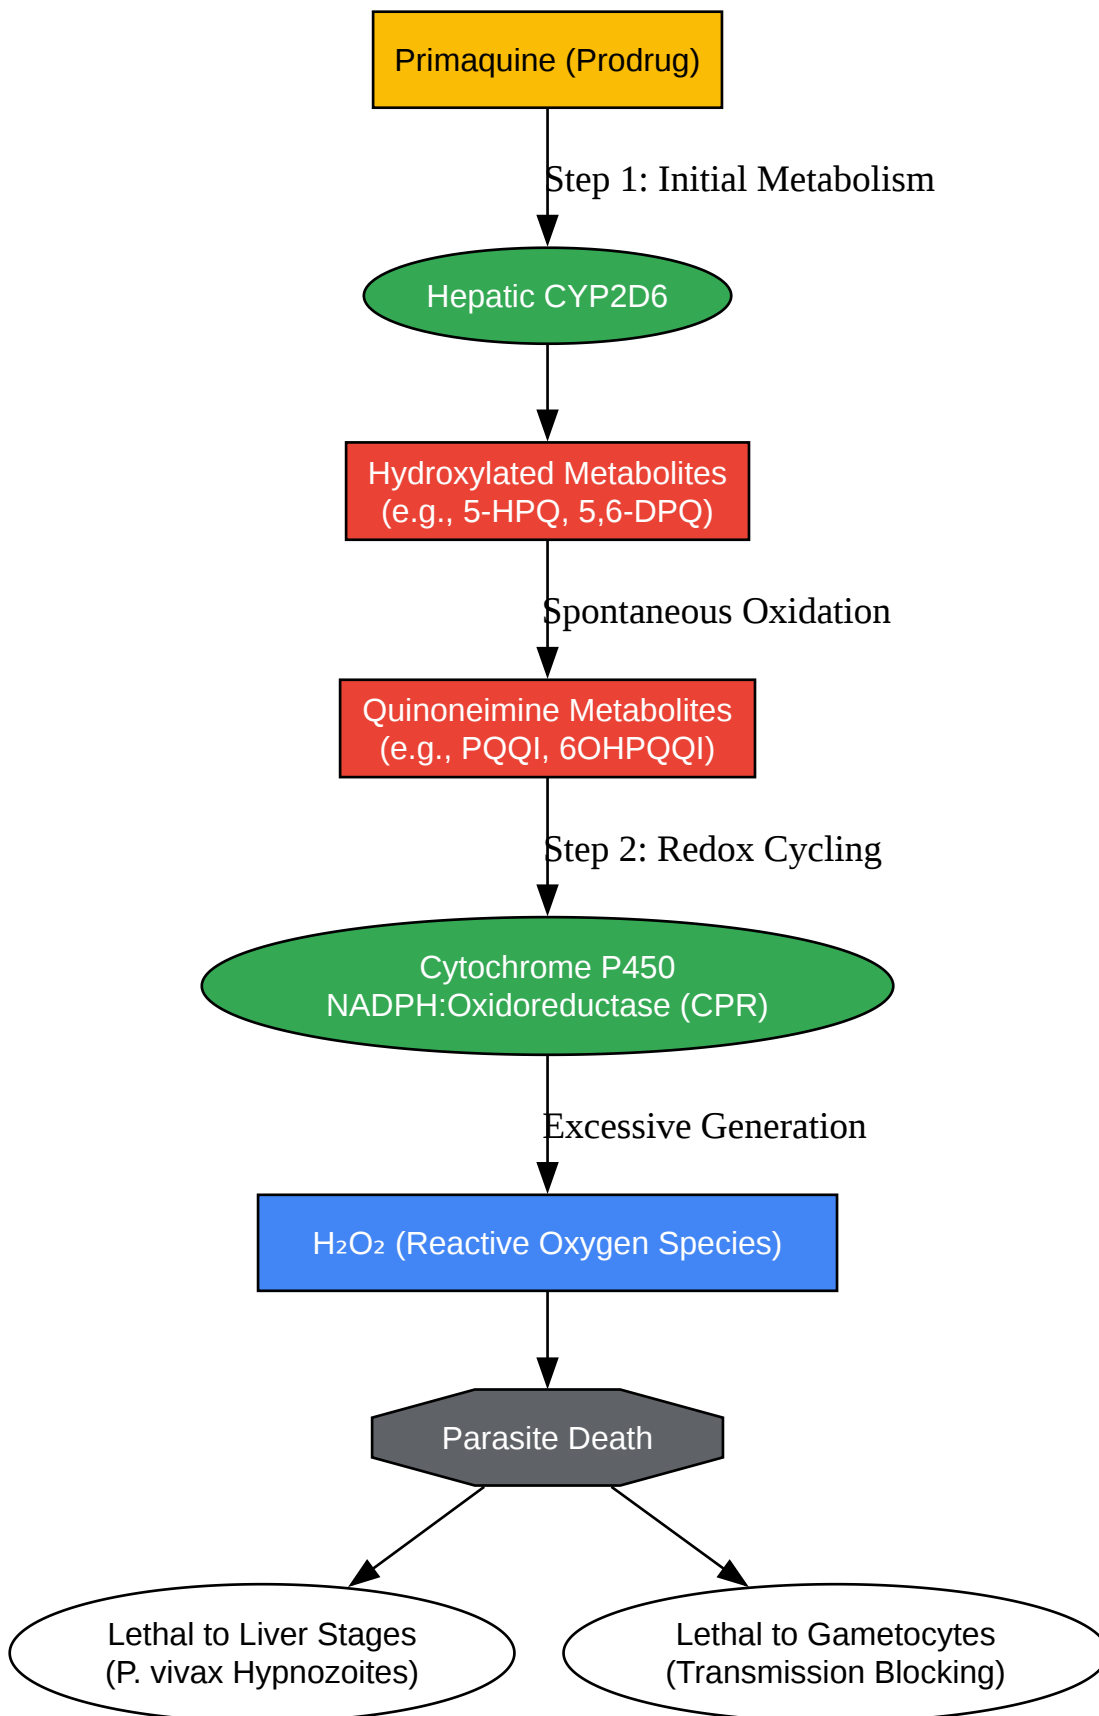 Primaquine (Prodrug)
Step 1: Initial Metabolism
Hepatic CYP2D6
Hydroxylated Metabolites
(e.g., 5-HPQ, 5,6-DPQ)
Spontaneous Oxidation
Quinoneimine Metabolites
(e.g., PQQI, 6OHPQQI)
Step 2: Redox Cycling
Cytochrome P450
NADPH:Oxidoreductase (CPR)
Excessive Generation
H₂O₂ (Reactive Oxygen Species)
Parasite Death
Lethal to Liver Stages
(P. vivax Hypnozoites)
Lethal to Gametocytes
(Transmission Blocking)